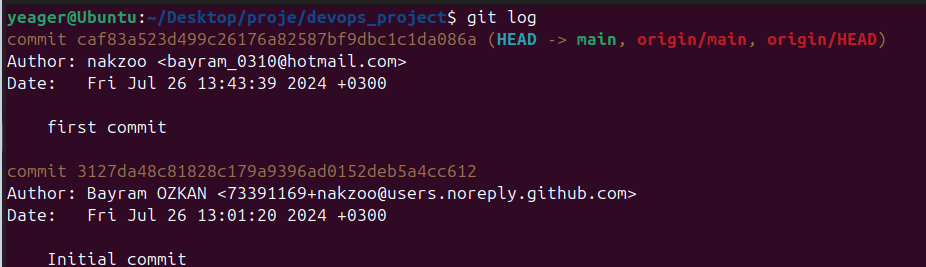 yeager@Ubuntu:~/Desktop/proje/devops_project$ git log
commit caf83a523d499c26176a82587bf9dbc1c1da086a (HEAD -> main, origin/main, origin/HEAD)
Author: nakzoo <bayram_0310@hotmail.com>
Date:   Fri Jul 26 13:43:39 2024 +0300

    first commit

commit 3127da48c81828c179a9396ad0152deb5a4cc612
Author: Bayram OZKAN <73391169+nakzoo@users.noreply.github.com>
Date:   Fri Jul 26 13:01:20 2024 +0300

    Initial commit